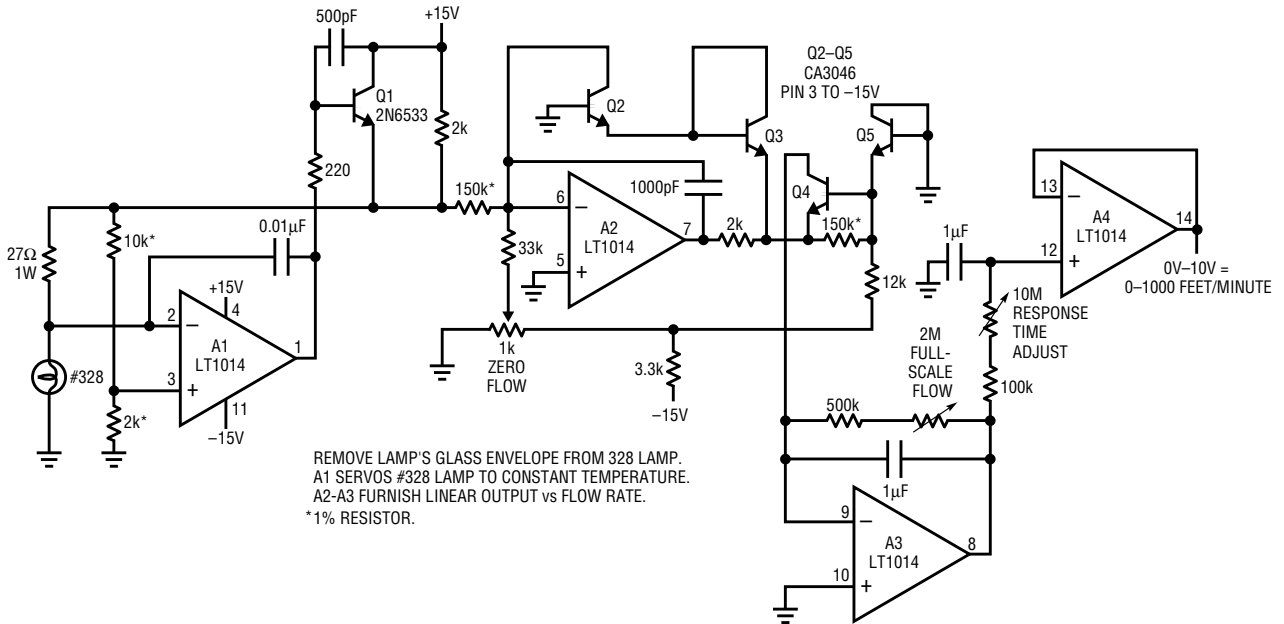 500pF
+15V
Q1
2N6533
2k
220
150k*
0.01µF
10k*
27Ω
1W
+15V
4
2
–
A1
LT1014
1
3
+
11
–15V
2k*
#328
Q2
Q3
Q2–Q5
CA3046
PIN 3 TO –15V
Q5
Q4
1000pF
6
–
A2
LT1014
7
5
+
33k
2k
150k*
12k
1k
ZERO
FLOW
3.3k
–15V
1µF
13
–
A4
LT1014
14
12
+
0V–10V =
0–1000 FEET/MINUTE
10M
RESPONSE
TIME
ADJUST
2M
FULL-
SCALE
FLOW
100k
500k
1µF
9
–
A3
LT1014
8
10
+
REMOVE LAMP'S GLASS ENVELOPE FROM 328 LAMP.
A1 SERVOS #328 LAMP TO CONSTANT TEMPERATURE.
A2-A3 FURNISH LINEAR OUTPUT vs FLOW RATE.
*1% RESISTOR.